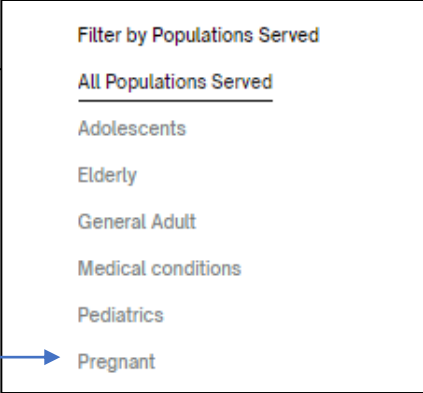 Filter by Populations Served
All Populations Served
Adolescents
Elderly
General Adult
Medical conditions
Pediatrics
Pregnant